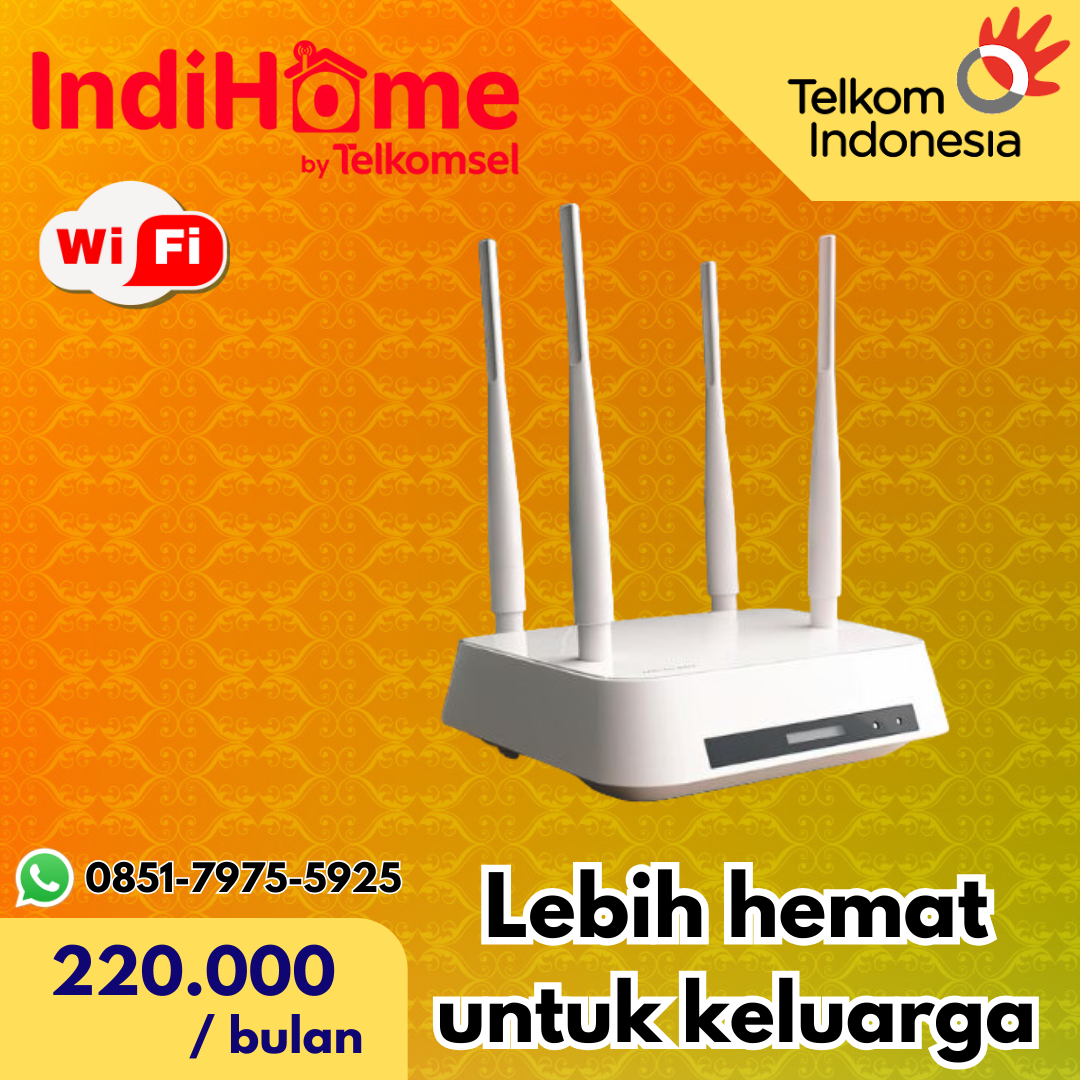 IndiHome
by Telkomsel
Telkom
Indonesia
Wi Fi
0851-7975-5925
220.000
/ bulan
Lebih hemat
untuk keluarga